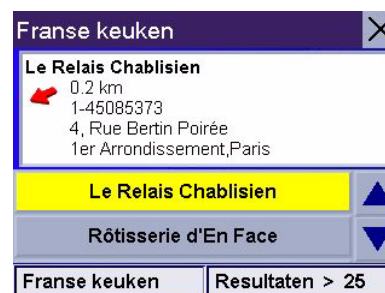 Franse keuken
Le Relais Chablisien
0.2 km
1-45085373
4, Rue Bertin Poirée
1er Arrondissement,Paris
Le Relais Chablisien
Rôtisserie d'En Face
Franse keuken
Resultaten > 25